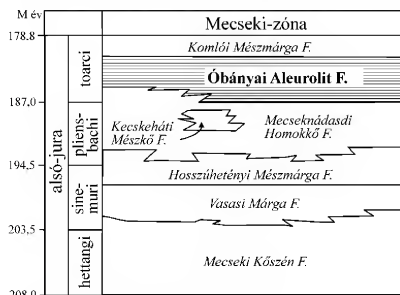 M év
Mecseki-zóna
178.8
187.0
194.5
203.5
208.0
alsó-jura
toarci
pliens-
bachi
sine-
muri
hettangi
Komlói Mészmárga F.
Óbányai Aleurolit F.
Kecskeháti
Mészkő F.
Mecseknádasdi
Homokkő F.
Hosszúhetényi Mészmárga F.
Vasasi Márga F.
Mecseki Kőszén F.